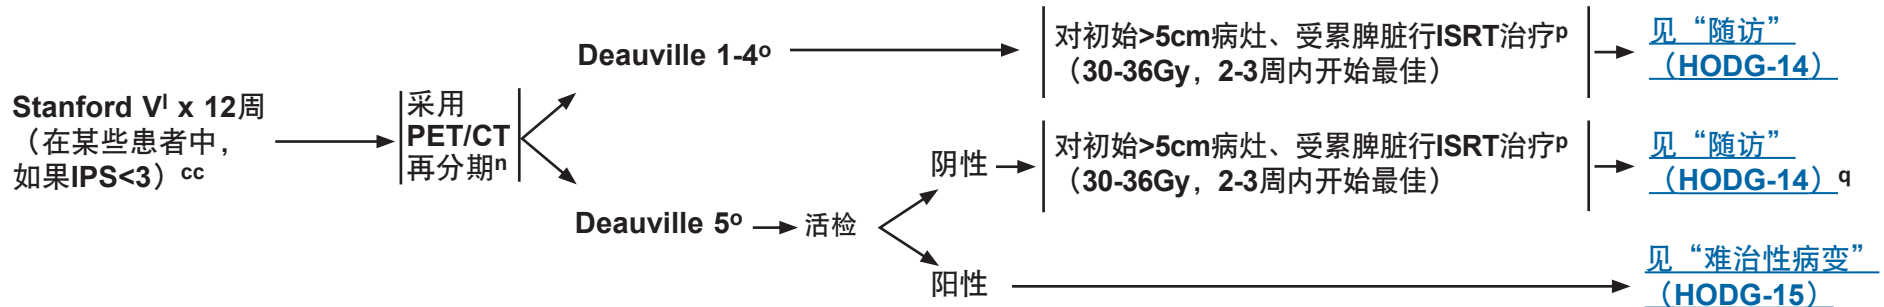 Stanford Vˡ x 12周
（在某些患者中，
如果IPS<3）ᶜᶜ
采用
PET/CT
再分期ⁿ
Deauville 1-4ᵒ
对初始>5cm病灶、受累脾脏行ISRT治疗ᵖ
（30-36Gy，2-3周内开始最佳）
见“随访”
（HODG-14）
Deauville 5ᵒ
活检
阴性
对初始>5cm病灶、受累脾脏行ISRT治疗ᵖ
（30-36Gy，2-3周内开始最佳）
见“随访”
（HODG-14）q
阳性
见“难治性病变”
（HODG-15）